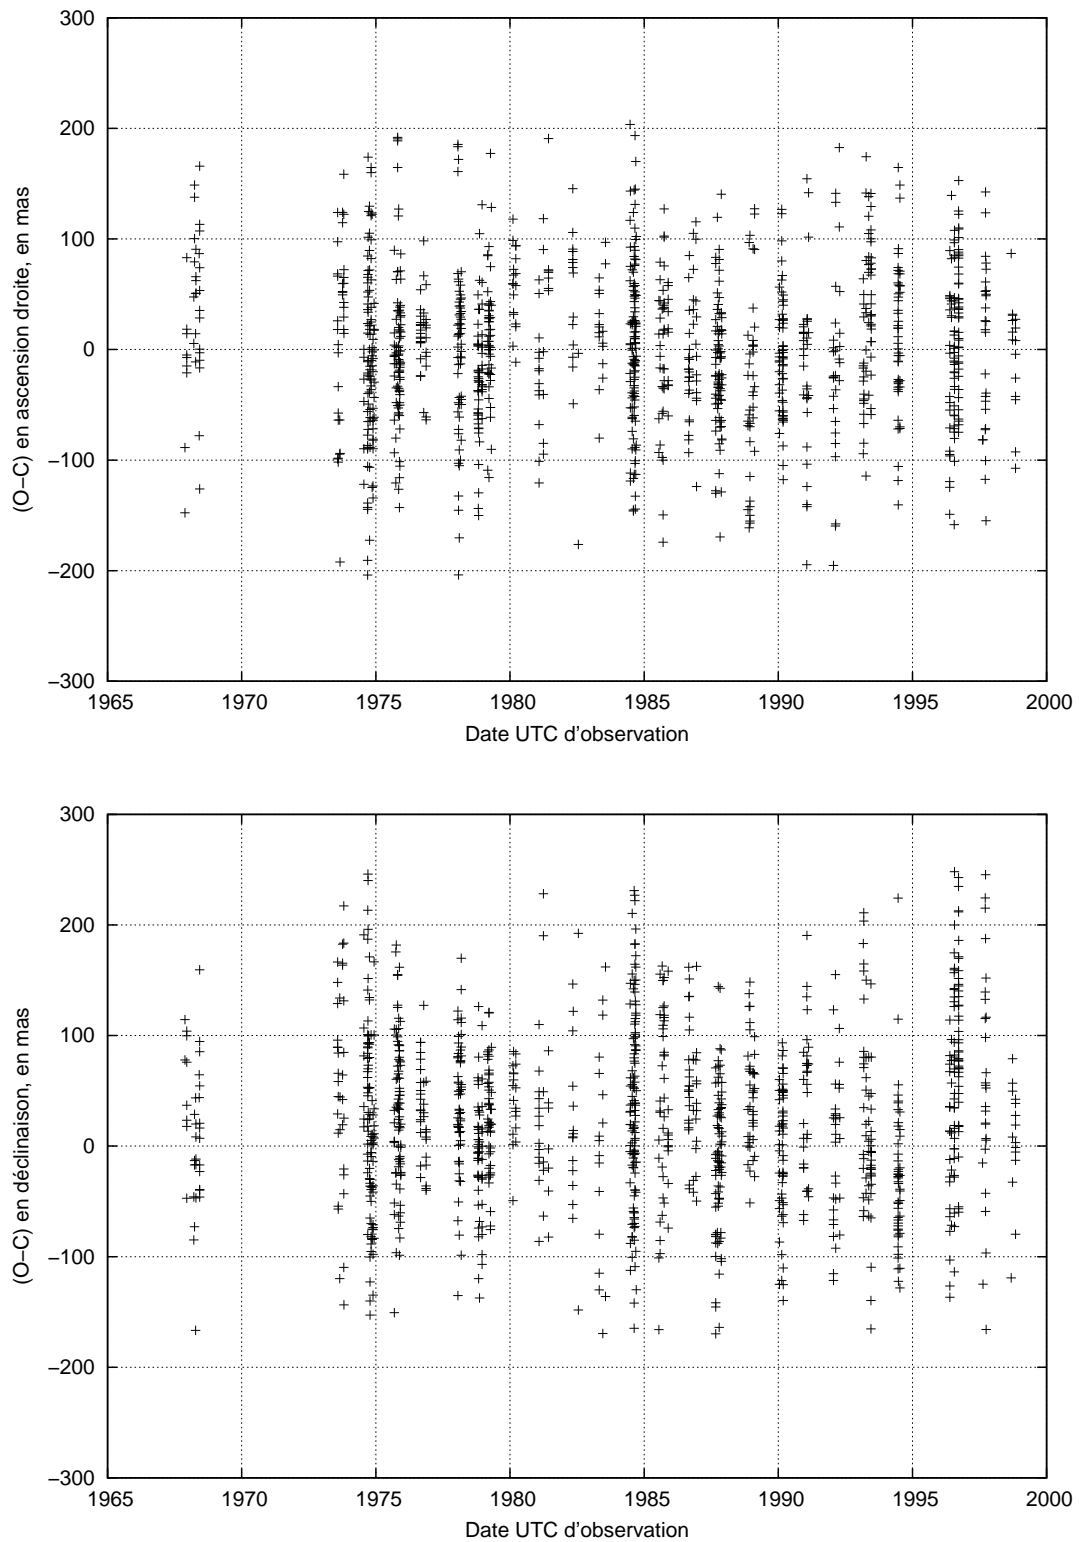 300
200
100
0
−100
−200
−300
(O−C) en ascension droite, en mas
1965 1970 1975 1980 1985 1990 1995 2000
Date UTC d'observation
300
200
100
0
−100
−200
−300
(O−C) en déclinaison, en mas
1965 1970 1975 1980 1985 1990 1995 2000
Date UTC d'observation